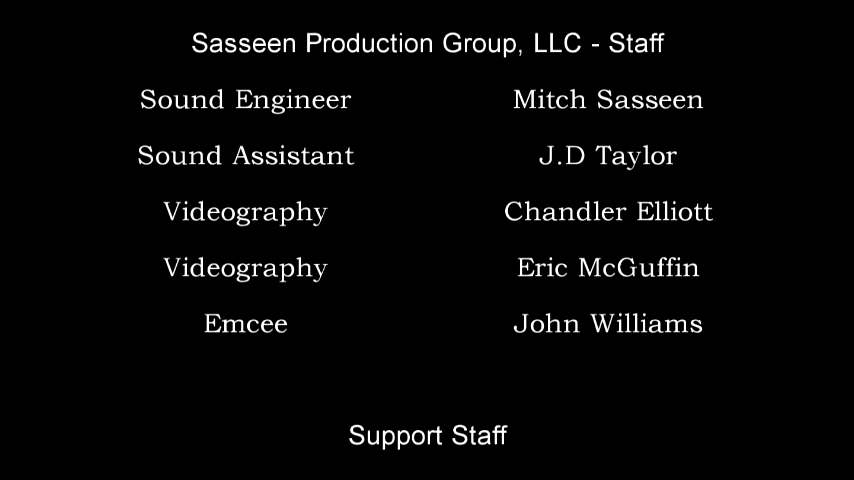 Sasseen Production Group, LLC - Staff
Sound Engineer Mitch Sasseen
Sound Assistant J.D Taylor
Videography Chandler Elliott
Videography Eric McGuffin
Emcee John Williams
Support Staff